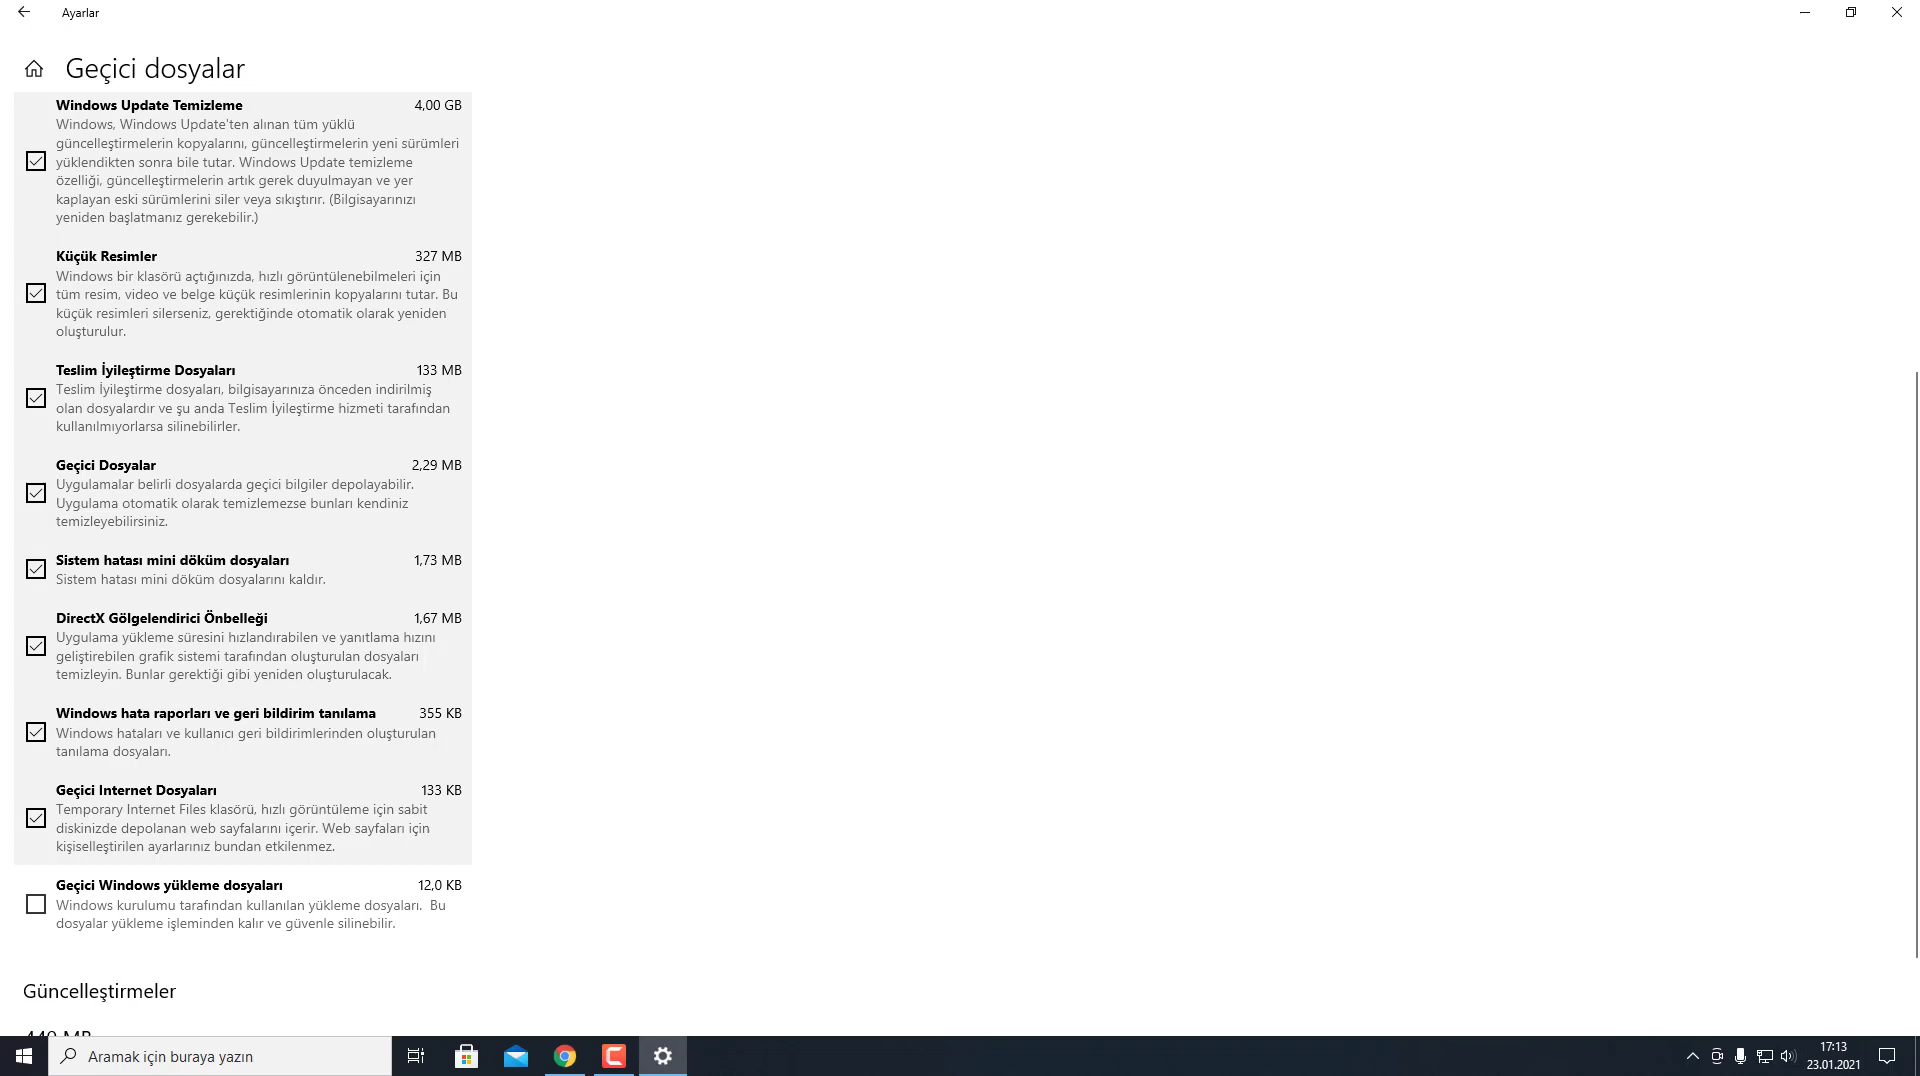 Ayarlar
Geçici dosyalar
Windows Update Temizleme 4,00 GB
Windows, Windows Update'ten alınan tüm yüklü
güncelleştirmelerin kopyalarını, güncelleştirmelerin yeni sürümleri
yüklendikten sonra bile tutar. Windows Update temizleme
özelliği, güncelleştirmelerin artık gerek duyulmayan ve yer
kaplayan eski sürümlerini siler veya sıkıştırır. (Bilgisayarınızı
yeniden başlatmanız gerekebilir.)
Küçük Resimler 327 MB
Windows bir klasörü açtığınızda, hızlı görüntülenebilmeleri için
tüm resim, video ve belge küçük resimlerinin kopyalarını tutar. Bu
küçük resimleri silerseniz, gerektiğinde otomatik olarak yeniden
oluşturulur.
Teslim İyileştirme Dosyaları 133 MB
Teslim İyileştirme dosyaları, bilgisayarınıza önceden indirilmiş
olan dosyalardır ve şu anda Teslim İyileştirme hizmeti tarafından
kullanılmıyorlarsa silinebilirler.
Geçici Dosyalar 2,29 MB
Uygulamalar belirli dosyalarda geçici bilgiler depolayabilir.
Uygulama otomatik olarak temizlemezse bunları kendiniz
temizleyebilirsiniz.
Sistem hatası mini döküm dosyaları 1,73 MB
Sistem hatası mini döküm dosyalarını kaldır.
DirectX Gölgelendirici Önbelleği 1,67 MB
Uygulama yükleme süresini hızlandırabilen ve yanıtlama hızını
geliştirebilen grafik sistemi tarafından oluşturulan dosyaları
temizleyin. Bunlar gerektiği gibi yeniden oluşturulacak.
Windows hata raporları ve geri bildirim tanılama 355 KB
Windows hataları ve kullanıcı geri bildirimlerinden oluşturulan
tanılama dosyaları.
Geçici Internet Dosyaları 133 KB
Temporary Internet Files klasörü, hızlı görüntüleme için sabit
diskinizde depolanan web sayfalarını içerir. Web sayfaları için
kişiselleştirilen ayarlarınız bundan etkilenmez.
Geçici Windows yükleme dosyaları 12,0 KB
Windows kurulumu tarafından kullanılan yükleme dosyaları.  Bu
dosyalar yükleme işleminden kalır ve güvenle silinebilir.
Güncelleştirmeler
MB
Aramak için buraya yazın
17:13
23.01.2021